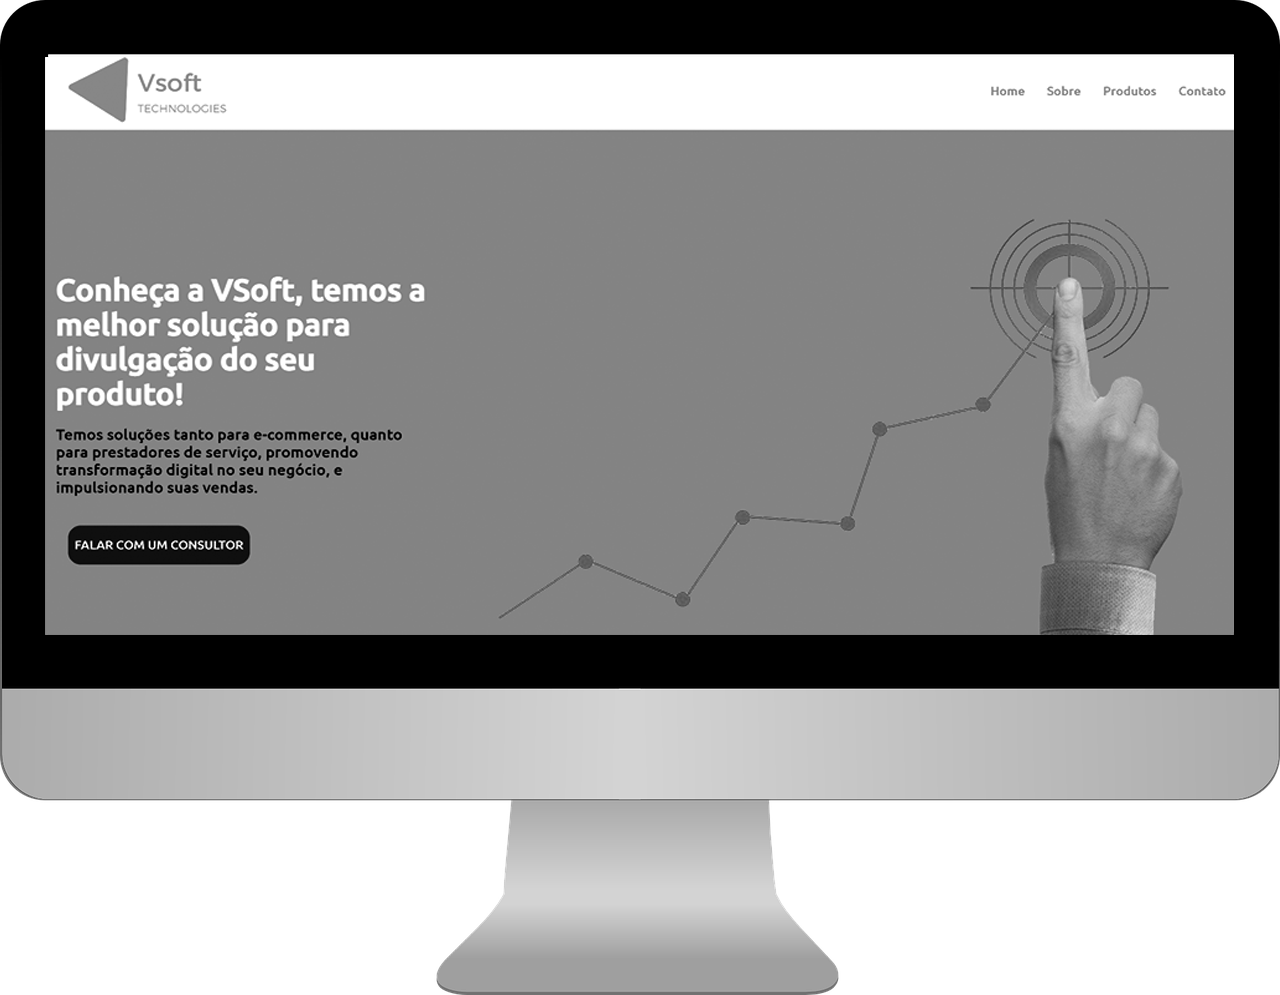 Vsoft
TECHNOLOGIES
Home Sobre Produtos Contato
Conheça a VSoft, temos a
melhor solução para
divulgação do seu
produto!
Temos soluções tanto para e-commerce, quanto
para prestadores de serviço, promovendo
transformação digital no seu negócio, e
impulsionando suas vendas.
FALAR COM UM CONSULTOR